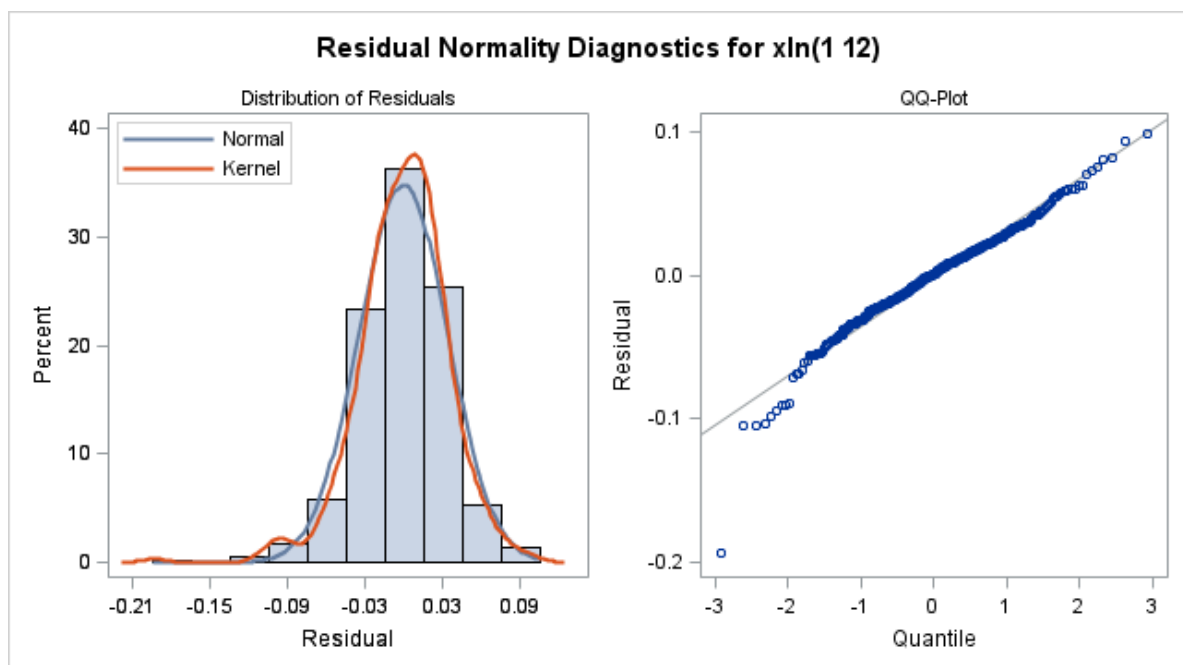 Residual Normality Diagnostics for xln(1 12)
Distribution of Residuals
Normal
Kernel
Percent
40
30
20
10
0
-0.21 -0.15 -0.09 -0.03 0.03 0.09
Residual
QQ-Plot
Residual
0.1
0.0
-0.1
-0.2
-3 -2 -1 0 1 2 3
Quantile